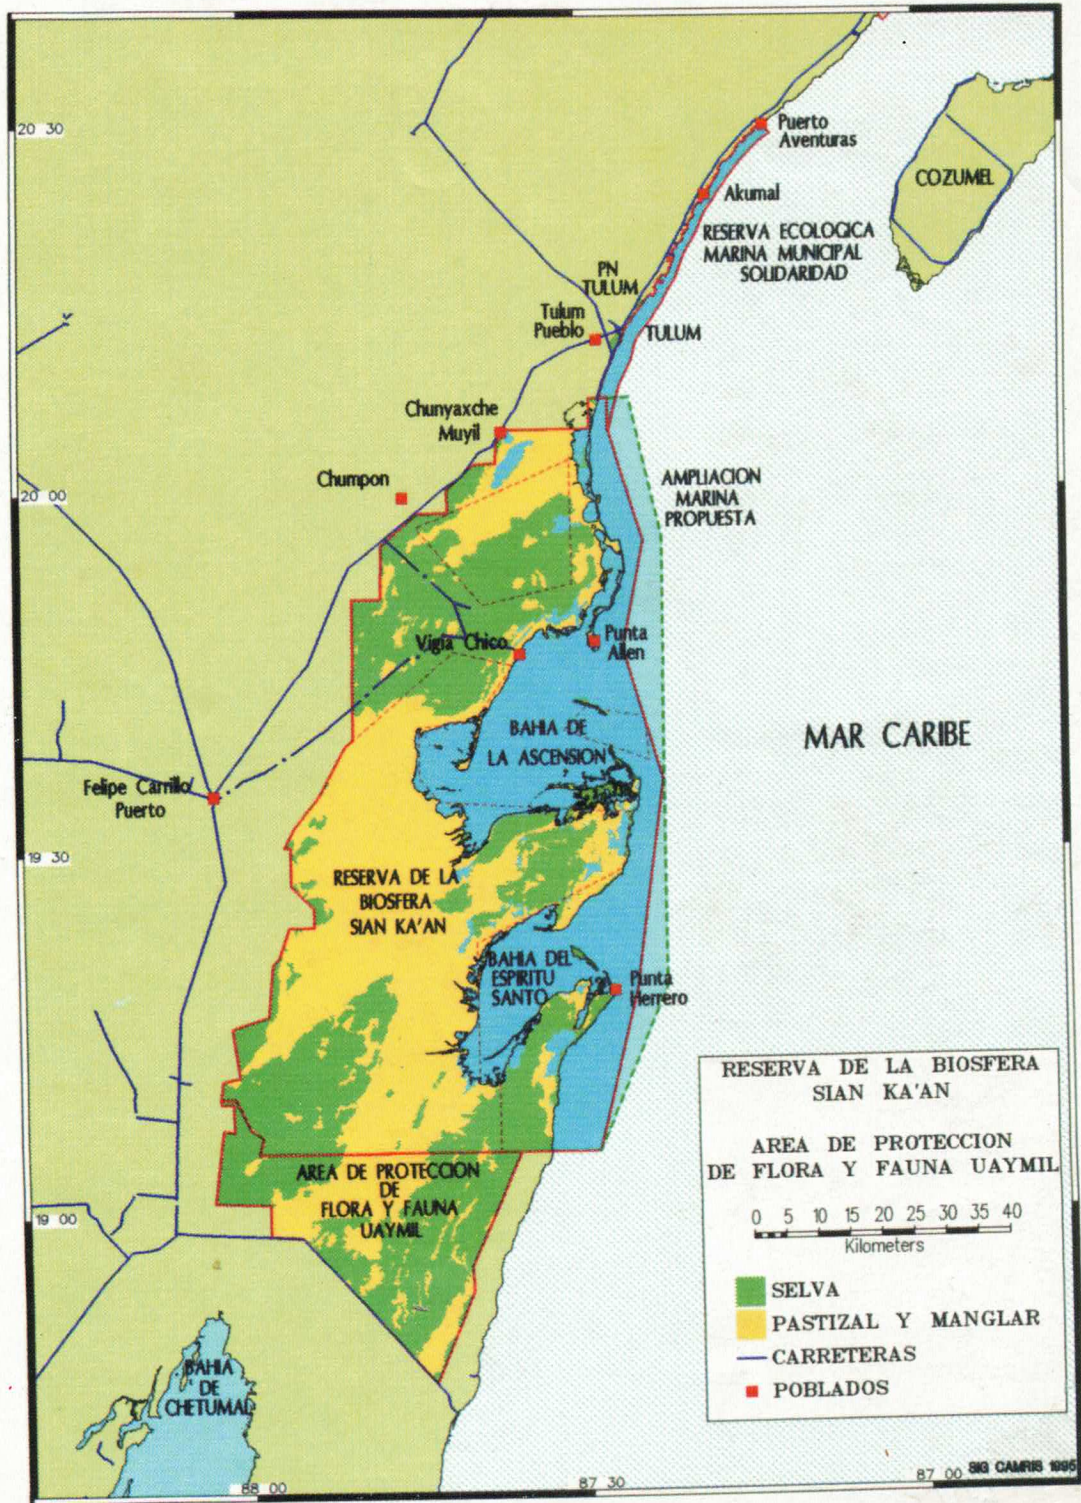 20 30
Puerto
Aventuras
COZUMEL
Akumal
RESERVA ECOLOGICA
MARINA MUNICIPAL
SOLIDARIDAD
PN
TULUM
Tulum
Pueblo
TULUM
Chunyaxche
Muyil
Chumpon
20 00
AMPLIACION
MARINA
PROPUESTA
Vigia Chico
Punta
Allen
BAHIA DE
LA ASCENSION
MAR CARIBE
Felipe Carrillo
Puerto
19 30
RESERVA DE LA
BIOSFERA
SIAN KA'AN
BAHIA DEL
ESPIRITU
SANTO
Punta
Herrero
RESERVA DE LA BIOSFERA
SIAN KA'AN
AREA DE PROTECCION
DE FLORA Y FAUNA UAYMIL
0 5 10 15 20 25 30 35 40
Kilometers
SELVA
PASTIZAL Y MANGLAR
CARRETERAS
POBLADOS
AREA DE PROTECCION
DE
FLORA Y FAUNA
UAYMIL
19 00
BAHIA
DE
CHETUMAL
88 00
87 30
87 00
SIG CAMRIS 1995